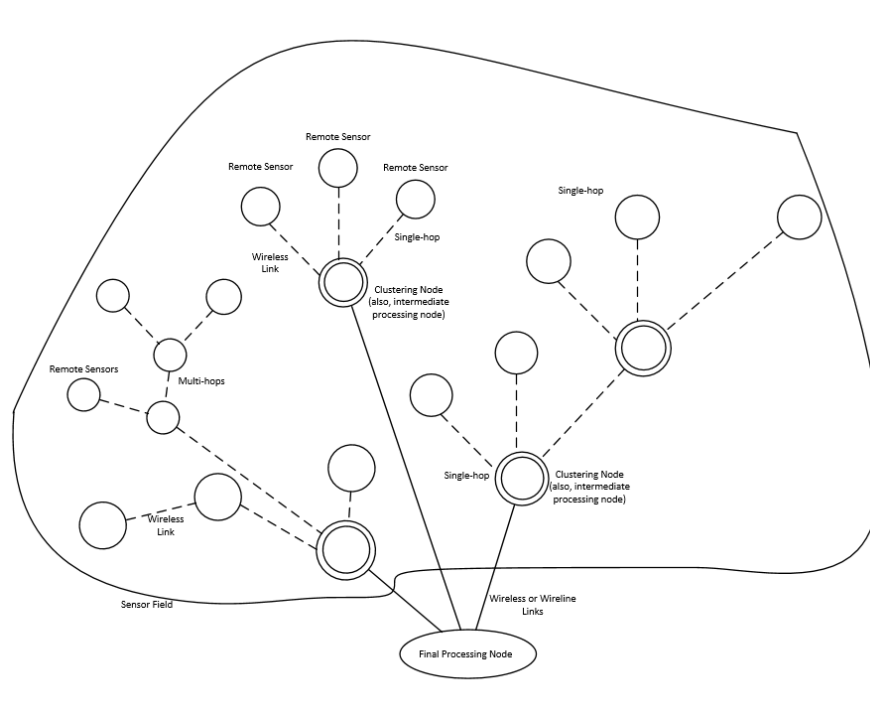 Remote Sensor
Remote Sensor
Remote Sensor
Single-hop
Single-hop
Wireless
Link
Clustering Node
(also, intermediate
processing node)
Remote Sensors
Multi-hops
Single-hop
Clustering Node
(also, intermediate
processing node)
Wireless
Link
Sensor Field
Wireless or Wireline
Links
Final Processing Node